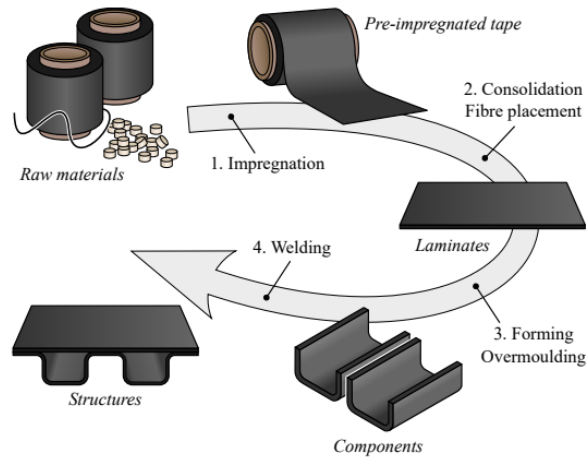 Pre-impregnated tape
2. Consolidation
Fibre placement
1. Impregnation
Raw materials
Laminates
4. Welding
3. Forming
Overmoulding
Structures
Components